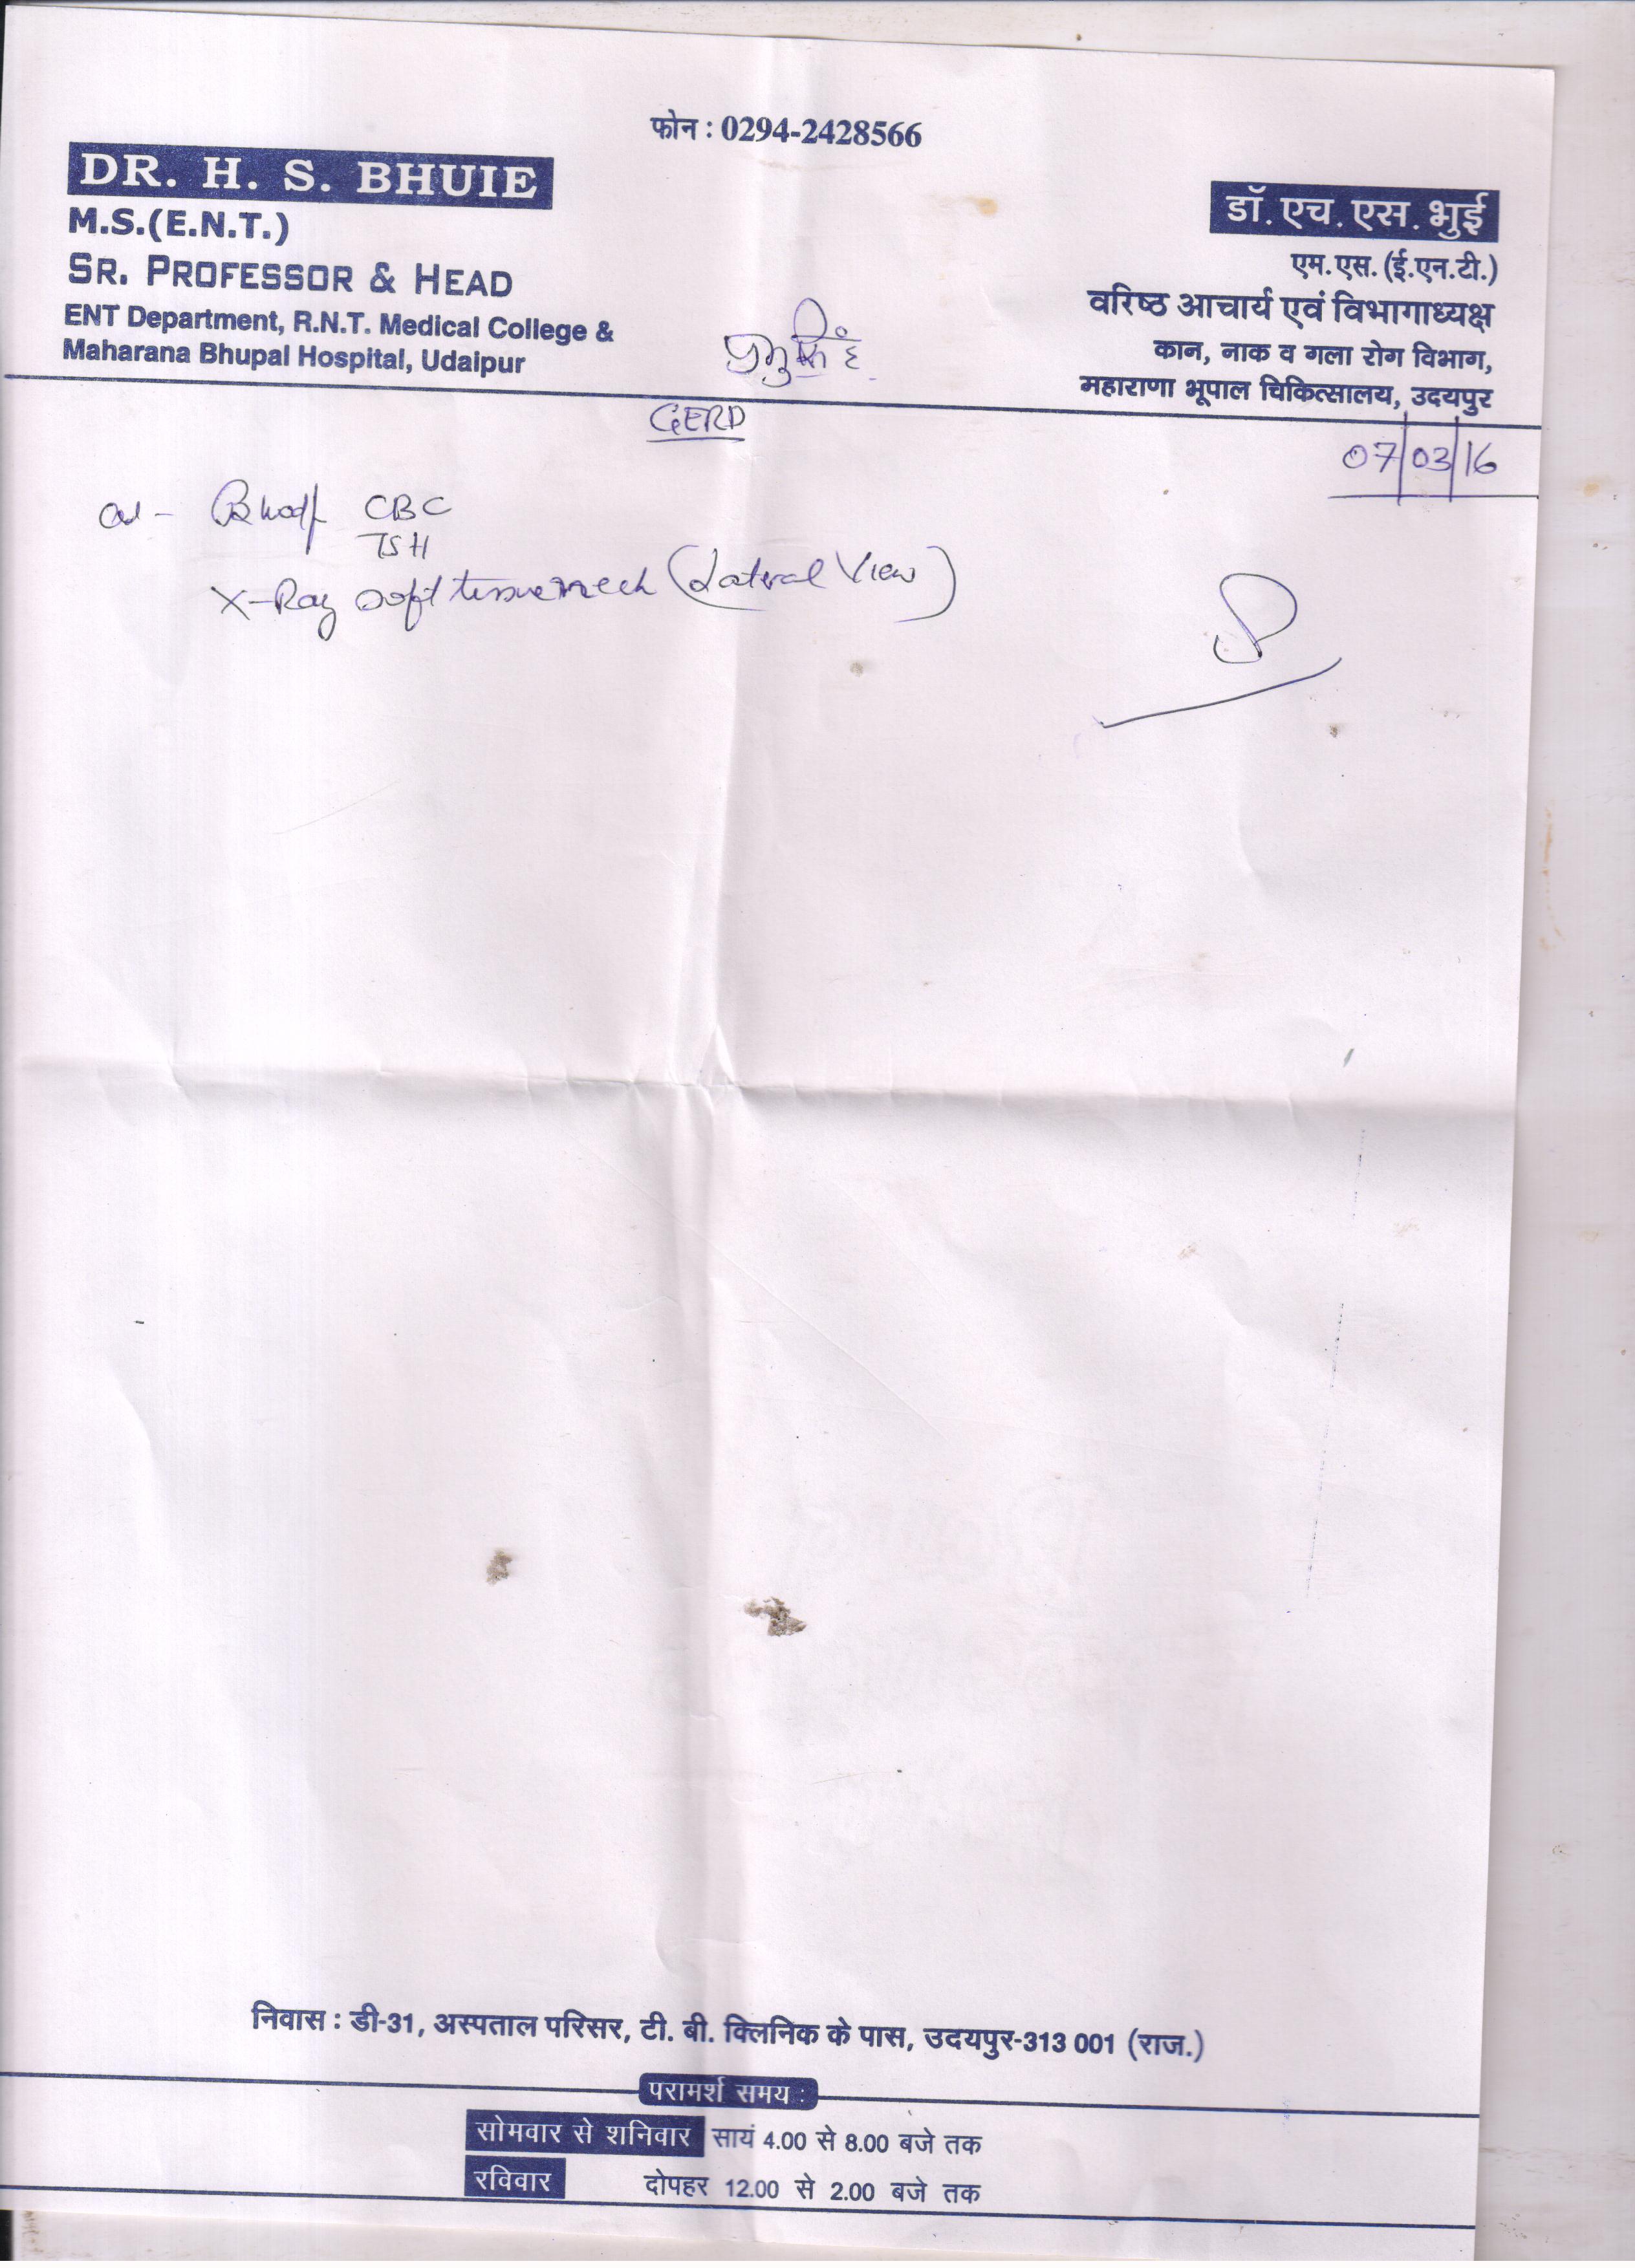 फोन : 0294-2428566
DR. H. S. BHUIE
M.S.(E.N.T.)
SR. PROFESSOR & HEAD
ENT Department, R.N.T. Medical College &
Maharana Bhupal Hospital, Udaipur
डॉ. एच. एस. भुई
एम.एस. (ई.एन.टी.)
वरिष्ठ आचार्य एवं विभागाध्यक्ष
कान, नाक व गला रोग विभाग,
महाराणा भूपाल चिकित्सालय, उदयपुर
GERD
07/03/16
CBC
TSH
X-Ray soft tissue neck (Lateral View)
निवास : डी-31, अस्पताल परिसर, टी. बी. क्लिनिक के पास, उदयपुर-313 001 (राज.)
परामर्श समय :
सोमवार से शनिवार सायं 4.00 से 8.00 बजे तक
रविवार दोपहर 12.00 से 2.00 बजे तक